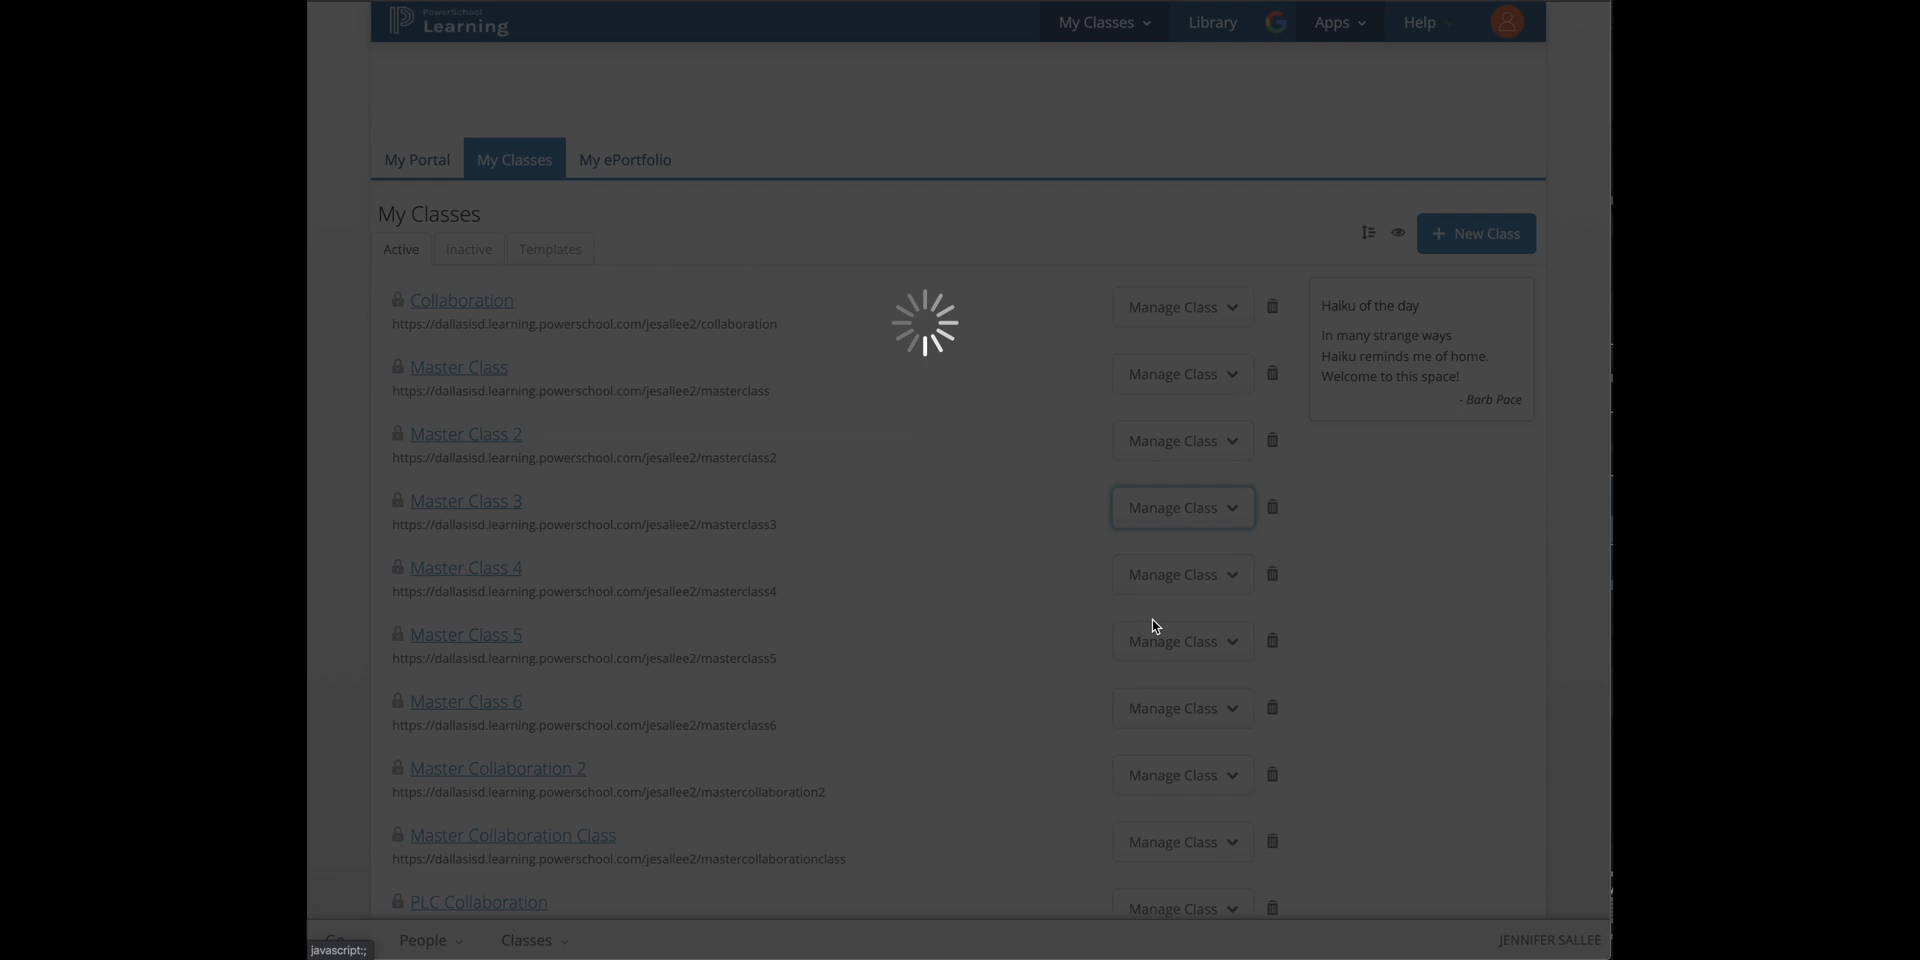 PowerSchool
Learning
My Classes
Library
Apps
Help
My Portal
My Classes
My ePortfolio
My Classes
Active
Inactive
Templates
+ New Class
Collaboration
Manage Class
https://dallasisd.learning.powerschool.com/jesallee2/collaboration
Master Class
Manage Class
https://dallasisd.learning.powerschool.com/jesallee2/masterclass
Master Class 2
Manage Class
https://dallasisd.learning.powerschool.com/jesallee2/masterclass2
Master Class 3
Manage Class
https://dallasisd.learning.powerschool.com/jesallee2/masterclass3
Master Class 4
Manage Class
https://dallasisd.learning.powerschool.com/jesallee2/masterclass4
Master Class 5
Manage Class
https://dallasisd.learning.powerschool.com/jesallee2/masterclass5
Master Class 6
Manage Class
https://dallasisd.learning.powerschool.com/jesallee2/masterclass6
Master Collaboration 2
Manage Class
https://dallasisd.learning.powerschool.com/jesallee2/mastercollaboration2
Master Collaboration Class
Manage Class
https://dallasisd.learning.powerschool.com/jesallee2/mastercollaborationclass
PLC Collaboration
Manage Class
Haiku of the day
In many strange ways
Haiku reminds me of home.
Welcome to this space!
- Barb Pace
People
Classes
JENNIFER SALLEE
javascript:;